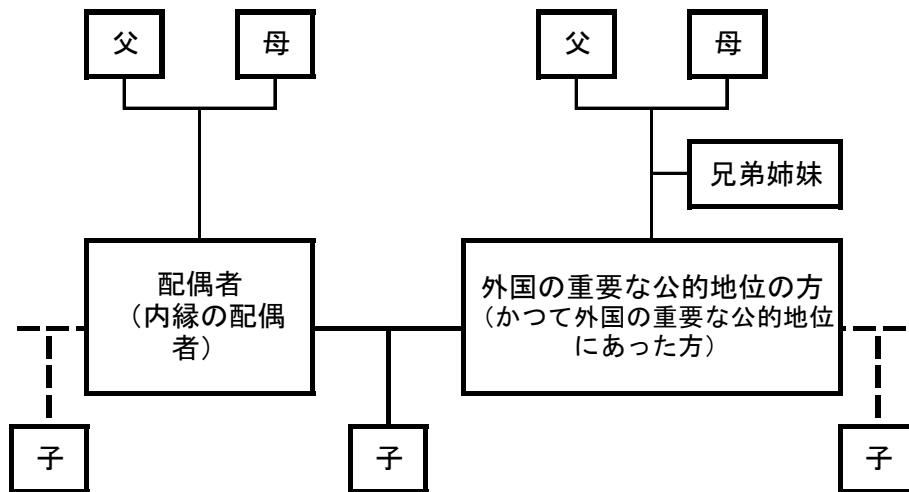 父
母
父
母
兄弟姉妹
配偶者
（内縁の配偶
者）
外国の重要な公的地位の方
（かつて外国の重要な公的地位
にあった方）
子
子
子